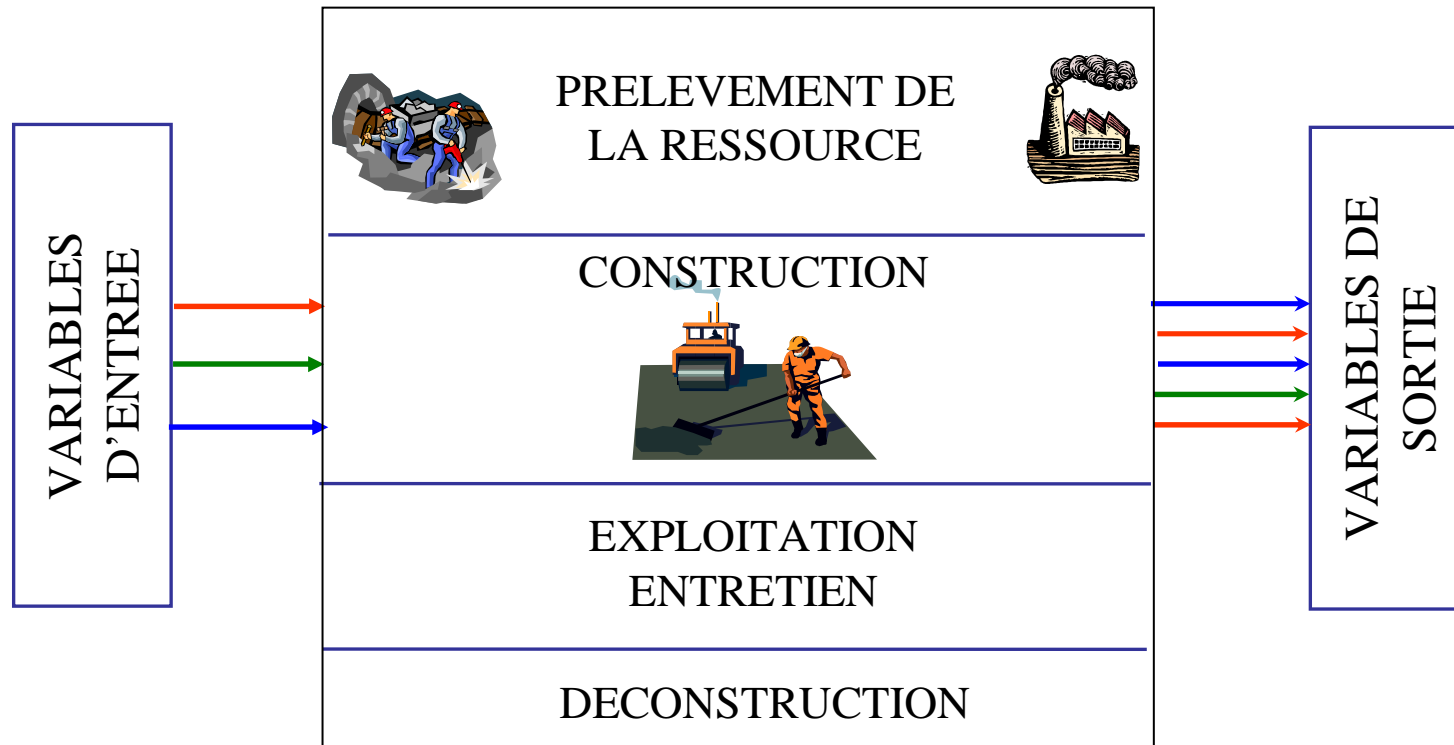 VARIABLES
D’ENTREE
PRELEVEMENT DE
LA RESSOURCE
CONSTRUCTION
EXPLOITATION
ENTRETIEN
DECONSTRUCTION
VARIABLES DE
SORTIE